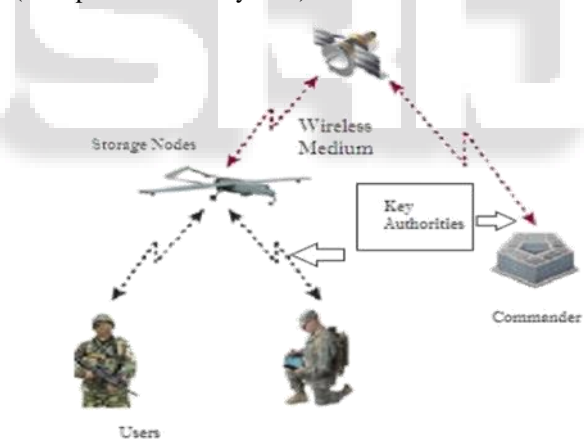 Storage Nodes
Wireless
Medium
Key
Authorities
Commander
Users